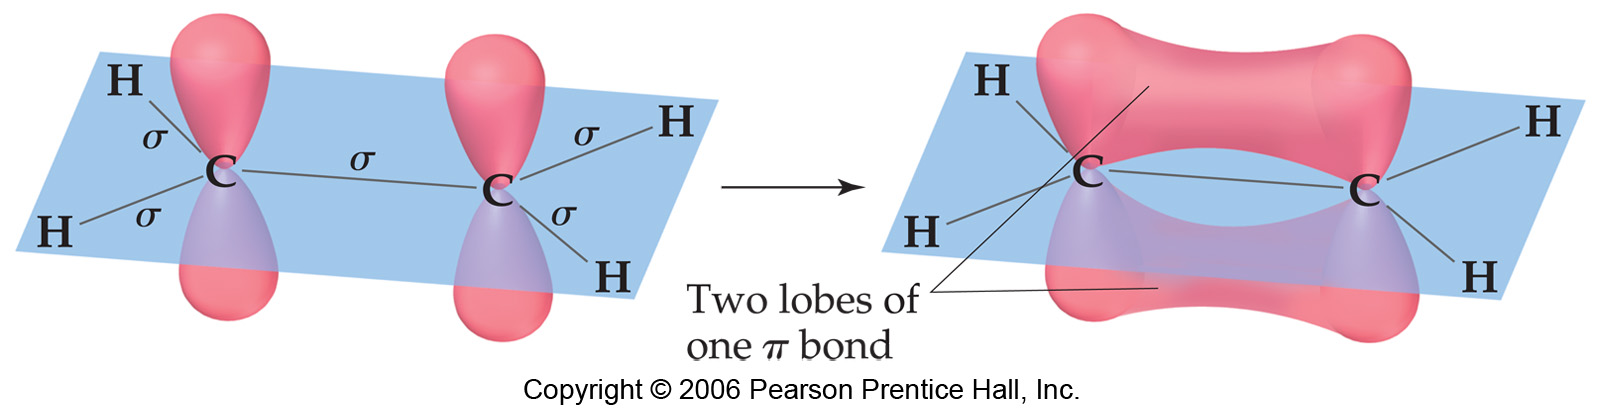 H
σ
C
σ
H
σ
C
σ
H
σ
H
H
C
H
C
H
H
Two lobes of
one π bond
Copyright © 2006 Pearson Prentice Hall, Inc.